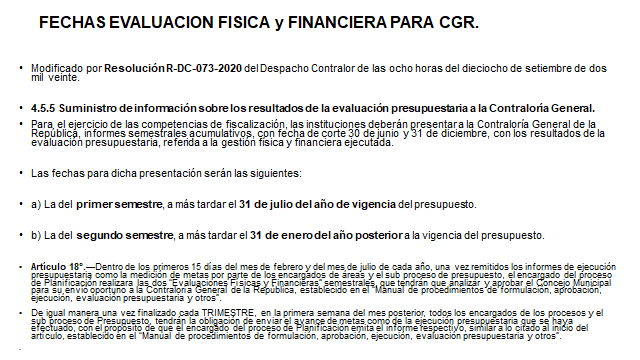 FECHAS EVALUACION FISICA y FINANCIERA PARA CGR.
• Modificado por Resolución R-DC-073-2020 del Despacho Contralor de las ocho horas del dieciocho de setiembre de dos
mil veinte.
• 4.5.5 Suministro de información sobre los resultados de la evaluación presupuestaria a la Contraloría General.
• Para el ejercicio de las competencias de fiscalización, las instituciones deberán presentar a la Contraloría General de la
República, informes semestrales acumulativos, con fecha de corte 30 de junio y 31 de diciembre, con los resultados de la
evaluación presupuestaria, referida a la gestión física y financiera ejecutada.
• Las fechas para dicha presentación serán las siguientes:
• a) La del primer semestre, a más tardar el 31 de julio del año de vigencia del presupuesto.
• b) La del segundo semestre, a más tardar el 31 de enero del año posterior a la vigencia del presupuesto.
• Artículo 18°.—Dentro de los primeros 15 días del mes de febrero y del mes de julio de cada año, una vez remitidos los informes de ejecución
presupuestaria como la medición de metas por parte de los encargados de áreas y el sub proceso de presupuesto, el encargado del proceso
de Planificación realizara las dos "Evaluaciones Físicas y Financieras" semestrales, que tendrán que analizar y aprobar el Concejo Municipal
para su envío oportuno a la Contraloría General de la República, establecido en el "Manual de procedimientos de formulación, aprobación,
ejecución, evaluación presupuestaria y otros".
• De igual manera una vez finalizado cada TRIMESTRE, en la primera semana del mes posterior, todos los encargados de los procesos y el
sub proceso de Presupuesto, tendrán la obligación de enviar el avance de metas como de la ejecución presupuestaria que se haya
efectuado, con el propósito de que el encargado del proceso de Planificación emita el informe respectivo, similar a lo citado al inicio del
artículo, establecido en el "Manual de procedimientos de formulación, aprobación, ejecución, evaluación presupuestaria y otros".
.